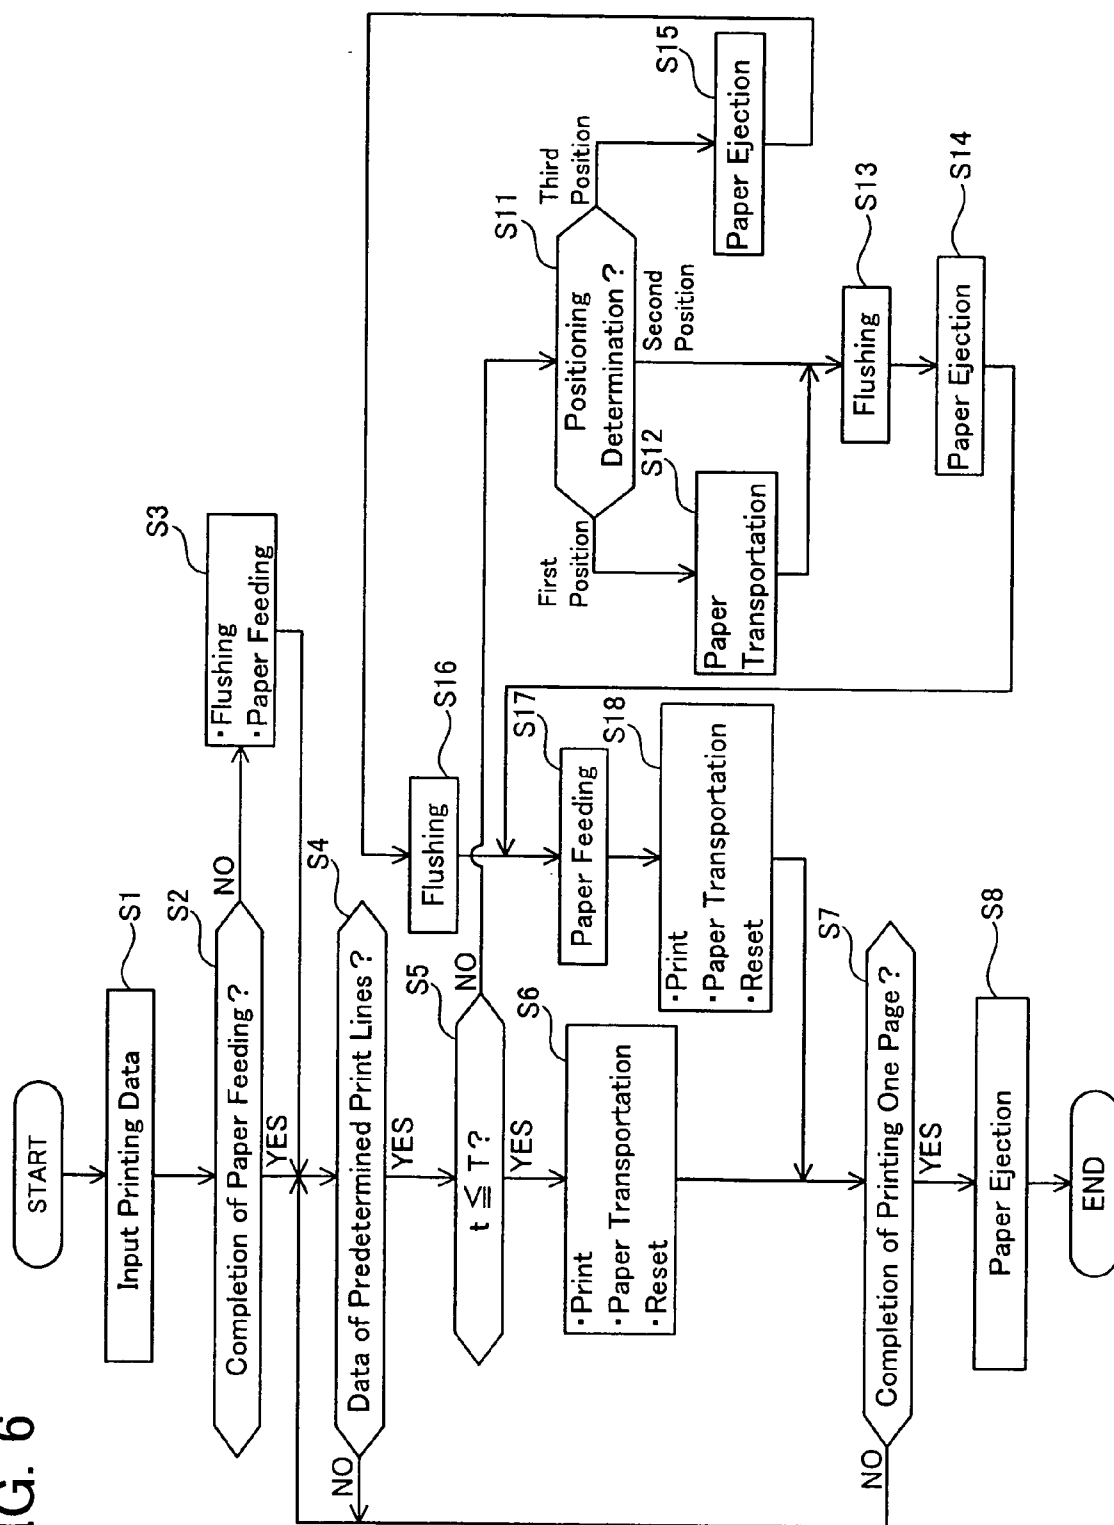 IG. 6
START
Input Printing Data
S1
Completion of Paper Feeding?
S2
NO
YES
・Flushing
・Paper Feeding
S3
Data of Predetermined Print Lines?
S4
NO
YES
t ≦ T?
S5
NO
YES
・Print
・Paper Transportation
・Reset
S6
Positioning
Determination?
S11
First
Position
Second
Position
Third
Position
Paper
Transportation
S12
Flushing
S13
Paper Ejection
S14
Paper Ejection
S15
Flushing
S16
Paper Feeding
S17
・Print
・Paper Transportation
・Reset
S18
Completion of Printing One Page?
S7
NO
YES
Paper Ejection
S8
END